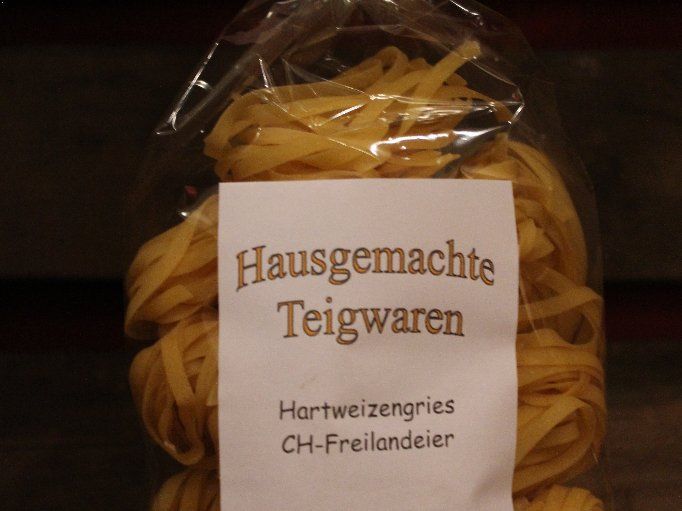 Hausgemachte
Teigwaren
Hartweizengries
CH-Freilandeier